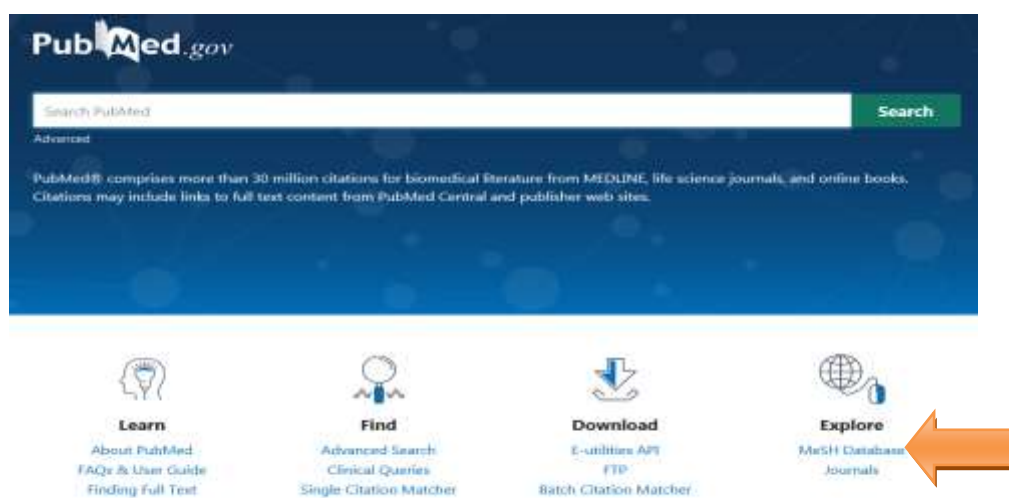 PubMed.gov
Search PubMed
Search
Advanced
PubMed® comprises more than 30 million citations for biomedical literature from MEDLINE, life science journals, and online books.
Citations may include links to full text content from PubMed Central and publisher web sites.
Learn
About PubMed
FAQs & User Guide
Finding Full Text
Find
Advanced Search
Clinical Queries
Single Citation Matcher
Download
E-utilities API
FTP
Batch Citation Matcher
Explore
MeSH Database
Journals